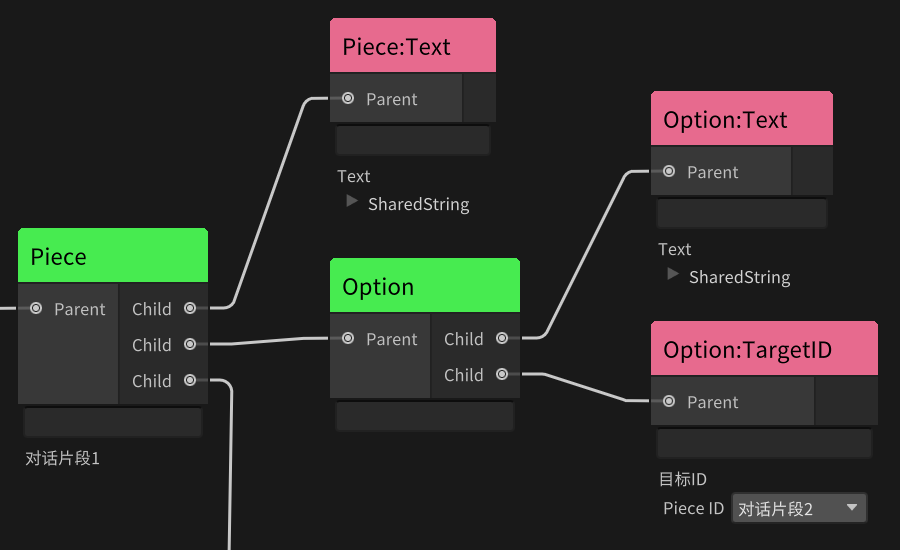 Piece:Text
Parent
Text
SharedString
Piece
Parent
Child
Child
Child
对话片段1
Option
Parent
Child
Child
Option:Text
Parent
Text
SharedString
Option:TargetID
Parent
目标ID
Piece ID 对话片段2